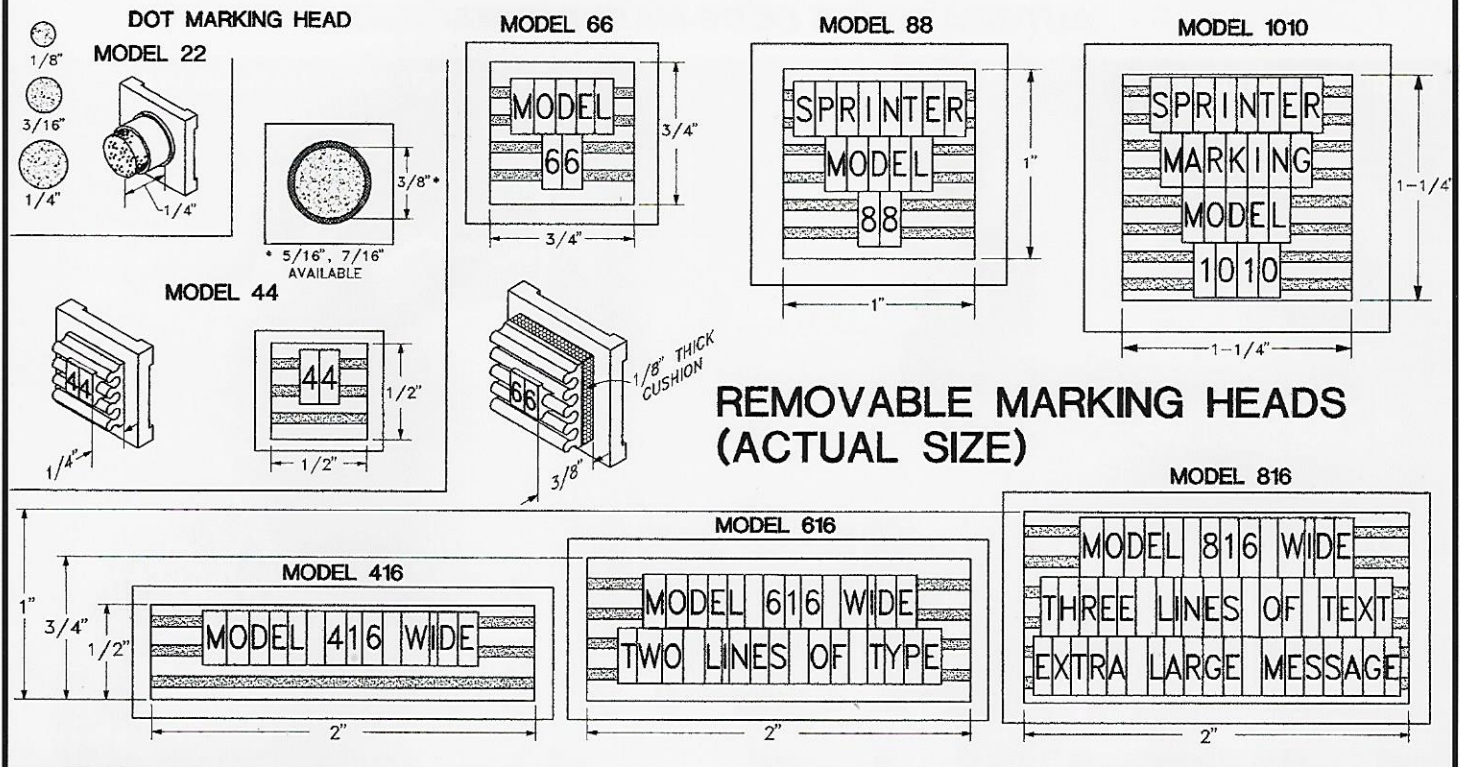 DOT MARKING HEAD
MODEL 22
1/8"
3/16"
1/4"
1/4"
3/8"*
* 5/16", 7/16"
AVAILABLE
MODEL 66
MODEL
66
3/4"
3/4"
MODEL 88
SPRINTER
MODEL
88
1"
1"
MODEL 1010
SPRINTER
MARKING
MODEL
1010
1-1/4"
1-1/4"
MODEL 44
44
1/4"
44
1/2"
1/2"
66
1/8" THICK
CUSHION
3/8"
REMOVABLE MARKING HEADS
(ACTUAL SIZE)
1"
3/4"
1/2"
MODEL 416
MODEL 416 WIDE
2"
MODEL 616
MODEL 616 WIDE
TWO LINES OF TYPE
2"
MODEL 816
MODEL 816 WIDE
THREE LINES OF TEXT
EXTRA LARGE MESSAGE
2"